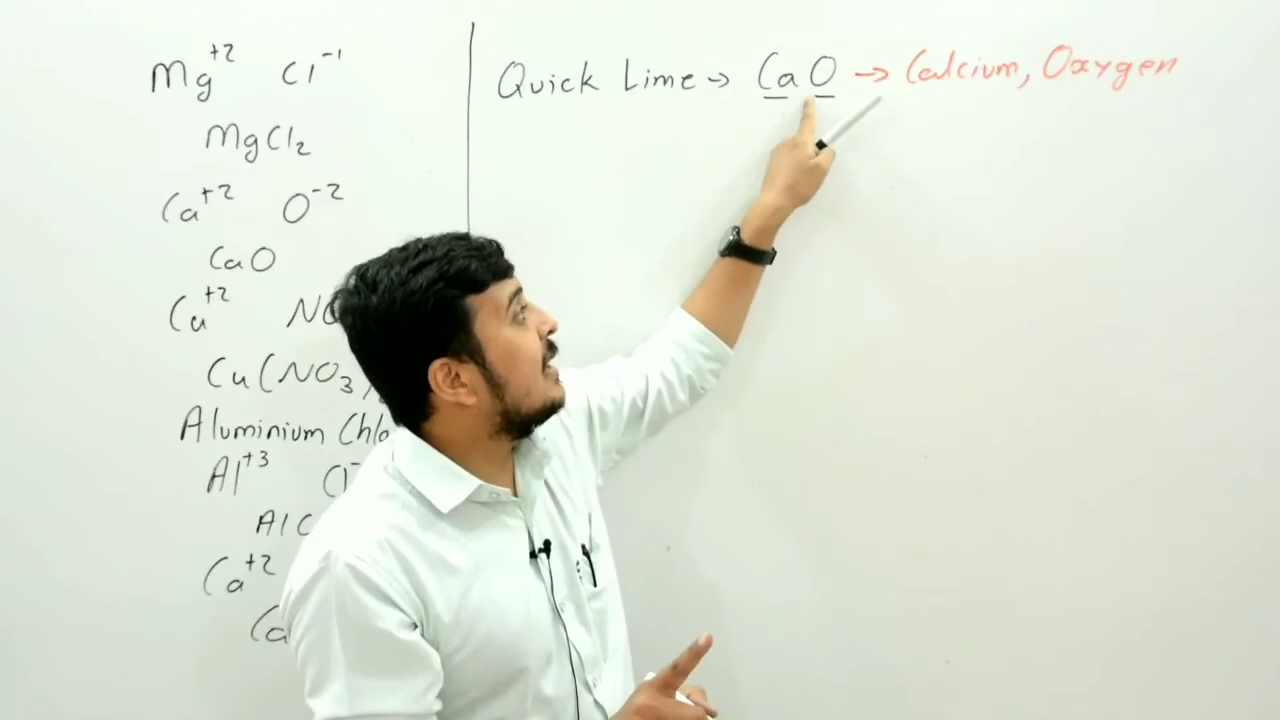 Mg+2 Cl-1
MgCl2
Ca+2 O-2
CaO
Cu+2
Cu(NO3)
Aluminium
Al+3
Ca+2
Quick Lime → CaO → Calcium, Oxygen